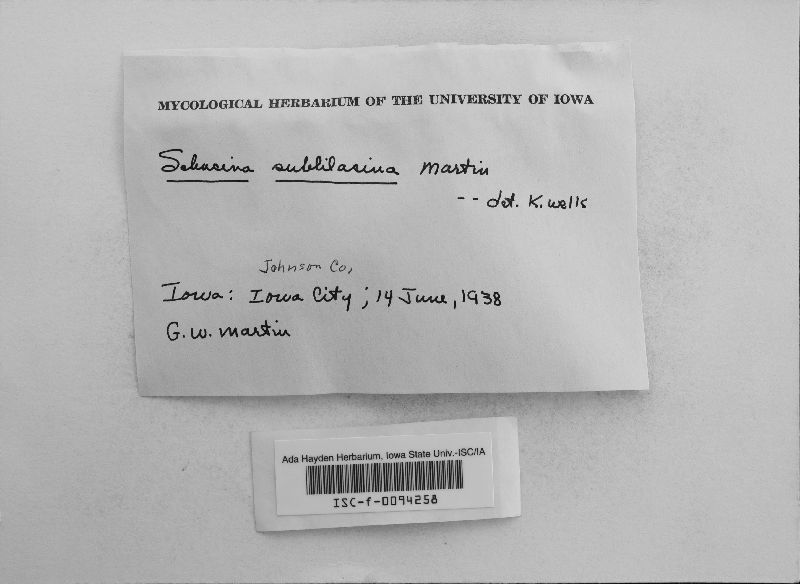 MYCOLOGICAL HERBARIUM OF THE UNIVERSITY OF IOWA
Sebacina sublilacina Martin
-- det. K. Wells
Johnson Co,
Iowa: Iowa City; 14 June, 1938
G. W. Martin
Ada Hayden Herbarium, Iowa State Univ.-ISC/IA
ISC-f-0094258